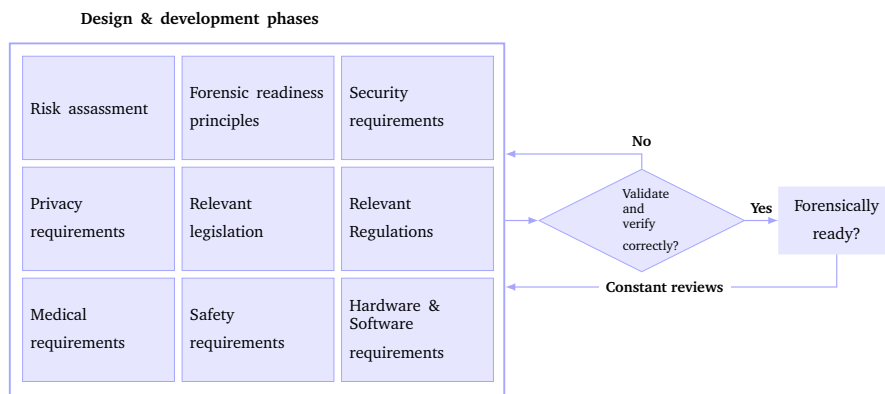 Design & development phases
Risk assassment
Forensic readiness
principles
Security
requirements
Privacy
requirements
Relevant
legislation
Relevant
Regulations
Medical
requirements
Safety
requirements
Hardware &
Software
requirements
No
Validate
and
verify
correctly?
Yes
Forensically
ready?
Constant reviews